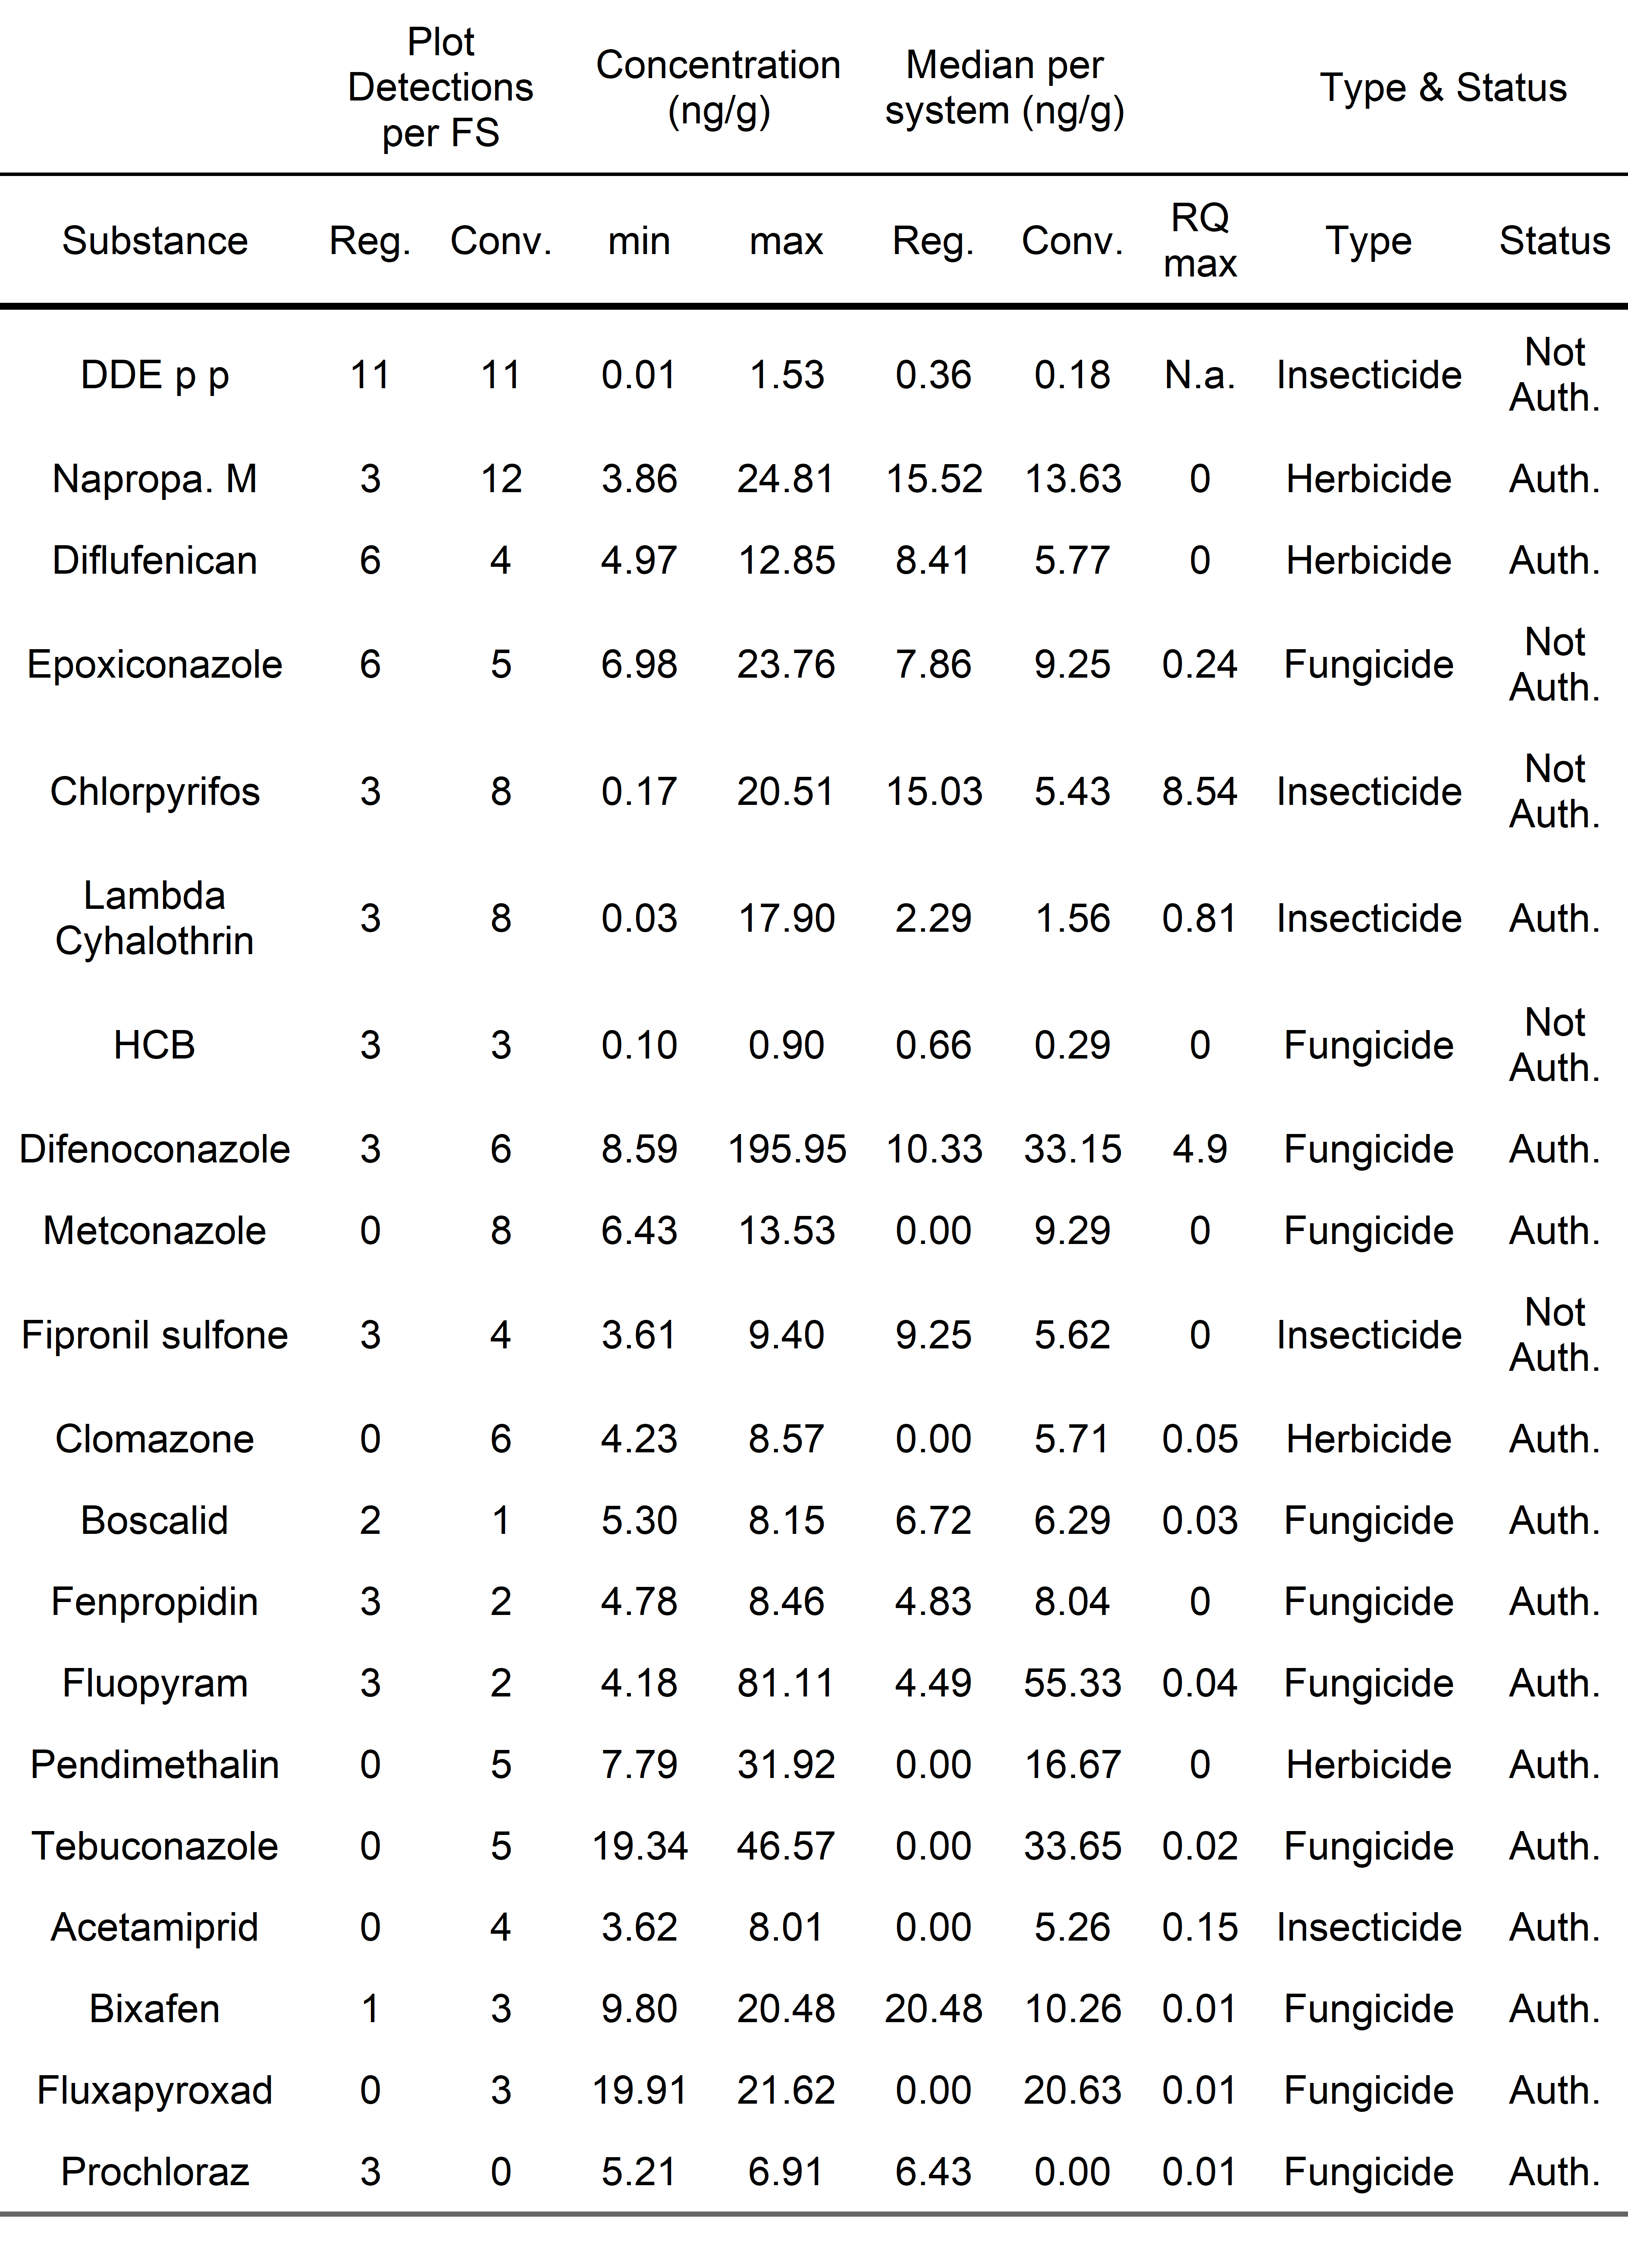 Plot Detections per FS Concentration (ng/g) Median per system (ng/g) Type & Status
Substance Reg. Conv. min max Reg. Conv. RQ max Type Status
DDE p p 11 11 0.01 1.53 0.36 0.18 N.a. Insecticide Not Auth.
Napropa. M 3 12 3.86 24.81 15.52 13.63 0 Herbicide Auth.
Diflufenican 6 4 4.97 12.85 8.41 5.77 0 Herbicide Auth.
Epoxiconazole 6 5 6.98 23.76 7.86 9.25 0.24 Fungicide Not Auth.
Chlorpyrifos 3 8 0.17 20.51 15.03 5.43 8.54 Insecticide Not Auth.
Lambda Cyhalothrin 3 8 0.03 17.90 2.29 1.56 0.81 Insecticide Auth.
HCB 3 3 0.10 0.90 0.66 0.29 0 Fungicide Not Auth.
Difenoconazole 3 6 8.59 195.95 10.33 33.15 4.9 Fungicide Auth.
Metconazole 0 8 6.43 13.53 0.00 9.29 0 Fungicide Auth.
Fipronil sulfone 3 4 3.61 9.40 9.25 5.62 0 Insecticide Not Auth.
Clomazone 0 6 4.23 8.57 0.00 5.71 0.05 Herbicide Auth.
Boscalid 2 1 5.30 8.15 6.72 6.29 0.03 Fungicide Auth.
Fenpropidin 3 2 4.78 8.46 4.83 8.04 0 Fungicide Auth.
Fluopyram 3 2 4.18 81.11 4.49 55.33 0.04 Fungicide Auth.
Pendimethalin 0 5 7.79 31.92 0.00 16.67 0 Herbicide Auth.
Tebuconazole 0 5 19.34 46.57 0.00 33.65 0.02 Fungicide Auth.
Acetamiprid 0 4 3.62 8.01 0.00 5.26 0.15 Insecticide Auth.
Bixafen 1 3 9.80 20.48 20.48 10.26 0.01 Fungicide Auth.
Fluxapyroxad 0 3 19.91 21.62 0.00 20.63 0.01 Fungicide Auth.
Prochloraz 3 0 5.21 6.91 6.43 0.00 0.01 Fungicide Auth.